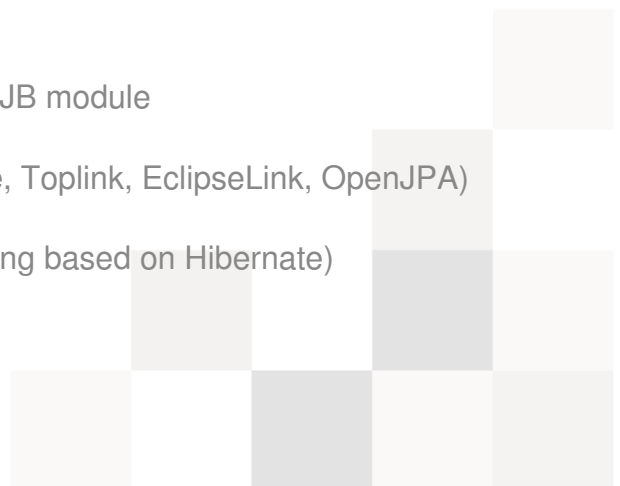 JB module
, Toplink, EclipseLink, OpenJPA)
ng based on Hibernate)